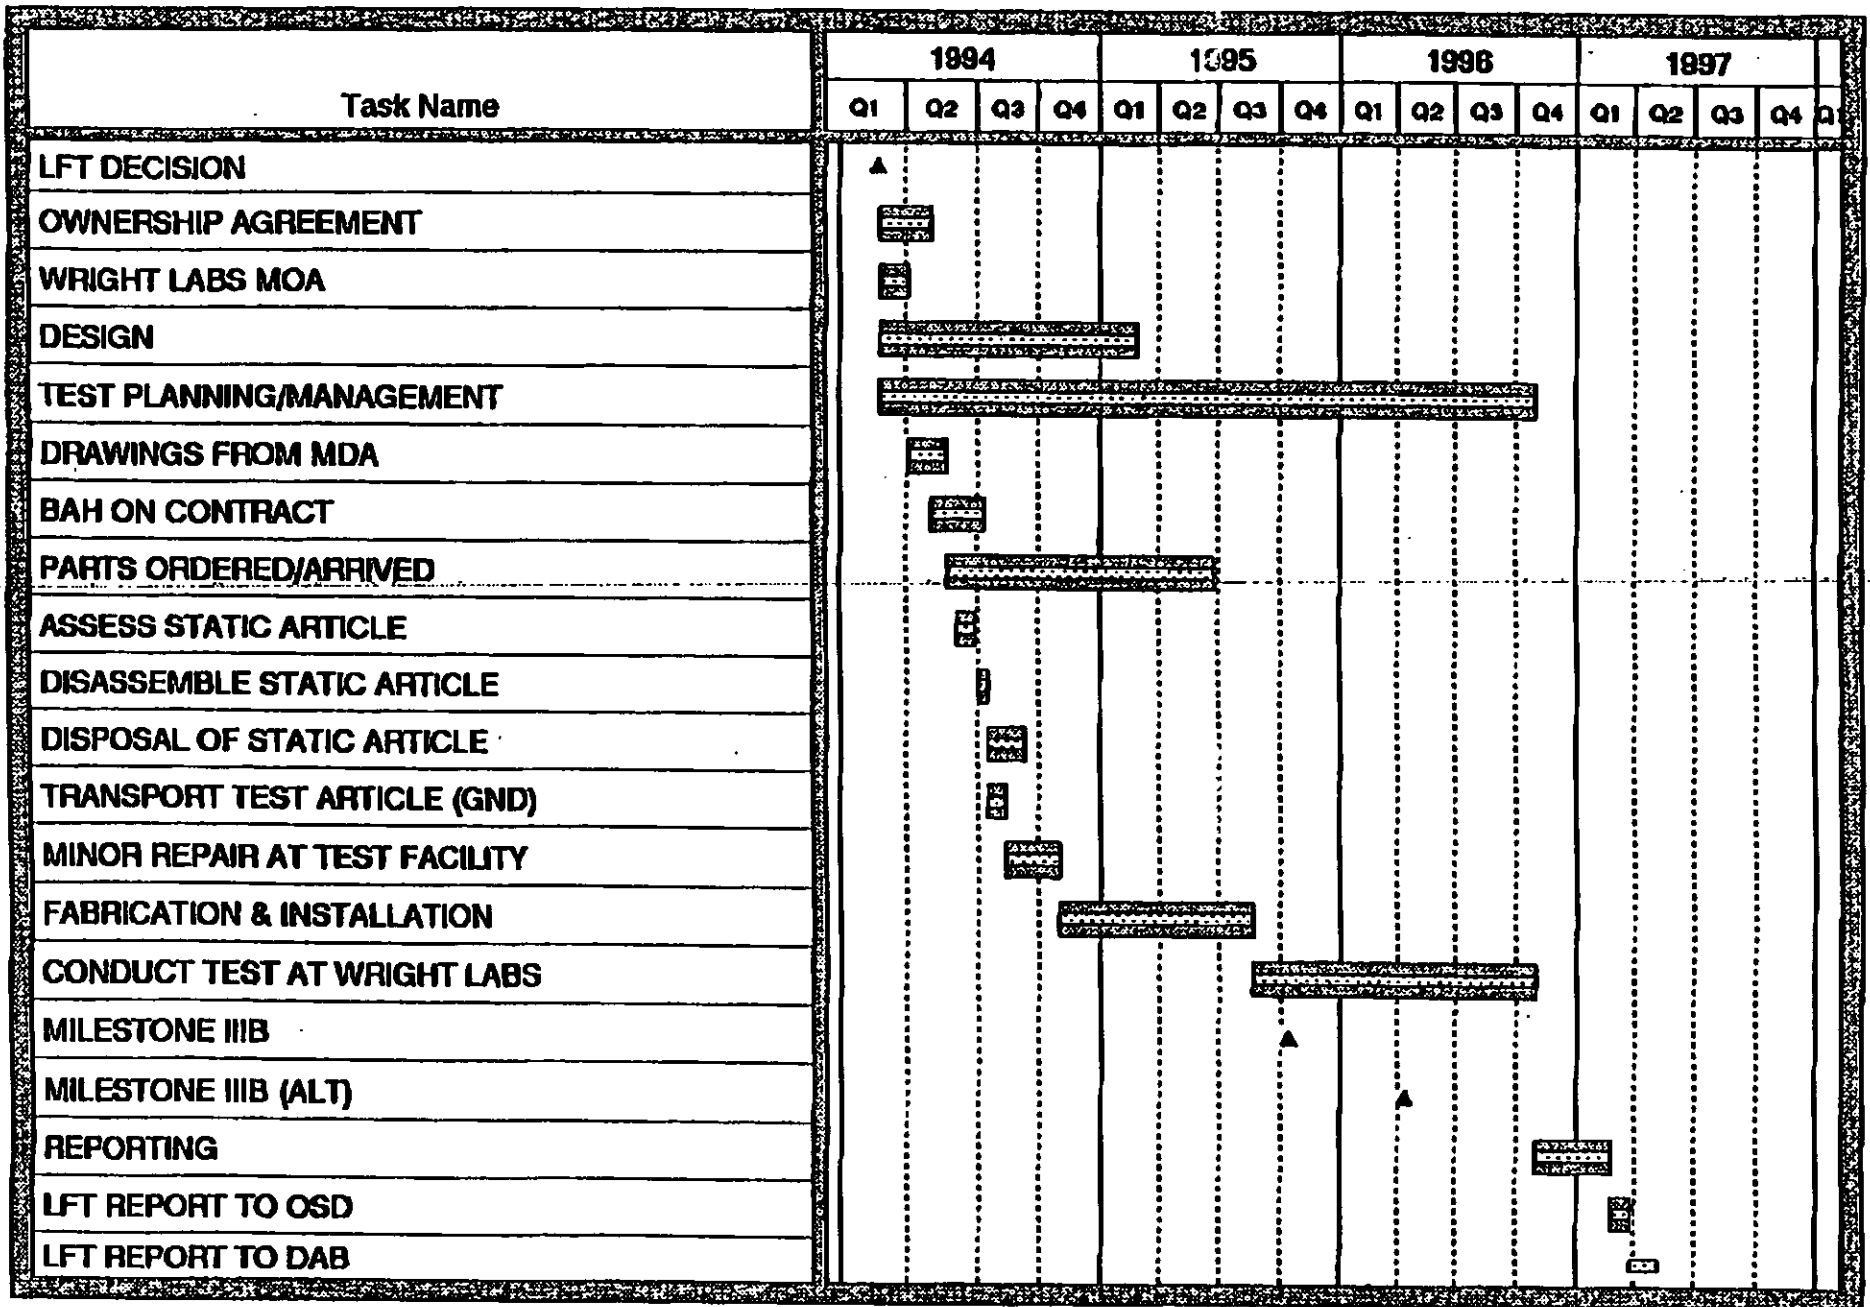 1994 1995 1996 1997
Task Name Q1 Q2 Q3 Q4 Q1 Q2 Q3 Q4 Q1 Q2 Q3 Q4 Q1 Q2 Q3 Q4 Q1
LFT DECISION
OWNERSHIP AGREEMENT
WRIGHT LABS MOA
DESIGN
TEST PLANNING/MANAGEMENT
DRAWINGS FROM MDA
BAH ON CONTRACT
PARTS ORDERED/ARRIVED
ASSESS STATIC ARTICLE
DISASSEMBLE STATIC ARTICLE
DISPOSAL OF STATIC ARTICLE
TRANSPORT TEST ARTICLE (GND)
MINOR REPAIR AT TEST FACILITY
FABRICATION & INSTALLATION
CONDUCT TEST AT WRIGHT LABS
MILESTONE IIIB
MILESTONE IIIB (ALT)
REPORTING
LFT REPORT TO OSD
LFT REPORT TO DAB